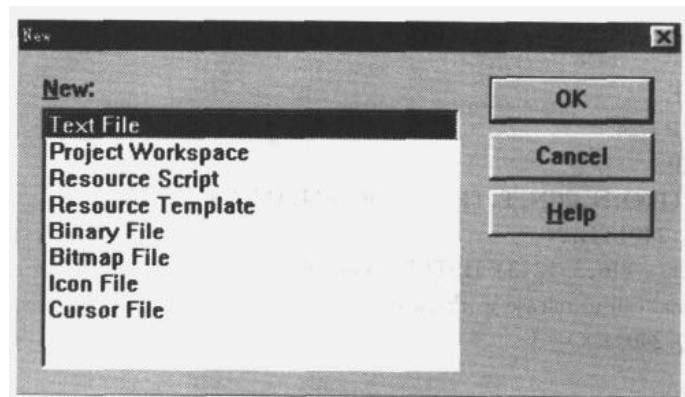 New
New:
Text File
Project Workspace
Resource Script
Resource Template
Binary File
Bitmap File
Icon File
Cursor File
OK
Cancel
Help